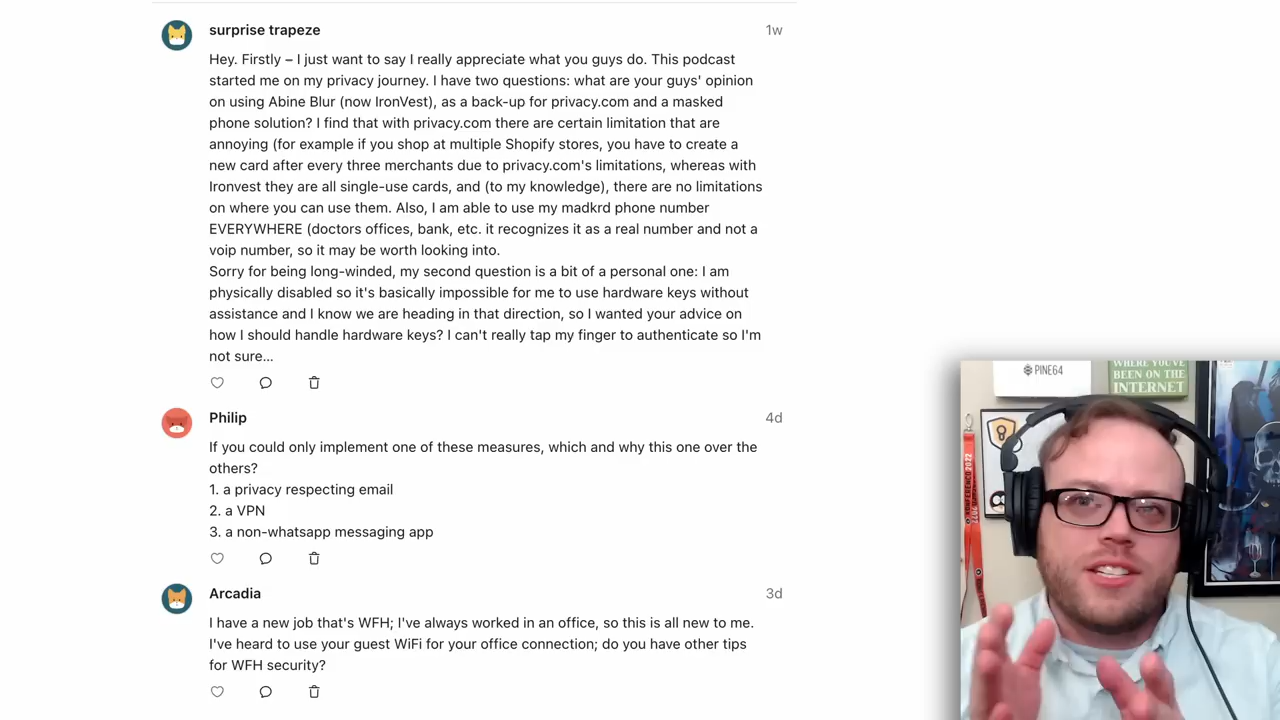 surprise trapeze
1w
Hey. Firstly – I just want to say I really appreciate what you guys do. This podcast
started me on my privacy journey. I have two questions: what are your guys' opinion
on using Abine Blur (now IronVest), as a back-up for privacy.com and a masked
phone solution? I find that with privacy.com there are certain limitation that are
annoying (for example if you shop at multiple Shopify stores, you have to create a
new card after every three merchants due to privacy.com's limitations, whereas with
Ironvest they are all single-use cards, and (to my knowledge), there are no limitations
on where you can use them. Also, I am able to use my madkrd phone number
EVERYWHERE (doctors offices, bank, etc. it recognizes it as a real number and not a
voip number, so it may be worth looking into.
Sorry for being long-winded, my second question is a bit of a personal one: I am
physically disabled so it's basically impossible for me to use hardware keys without
assistance and I know we are heading in that direction, so I wanted your advice on
how I should handle hardware keys? I can't really tap my finger to authenticate so I'm
not sure...
Philip
4d
If you could only implement one of these measures, which and why this one over the
others?
1. a privacy respecting email
2. a VPN
3. a non-whatsapp messaging app
Arcadia
3d
I have a new job that's WFH; I've always worked in an office, so this is all new to me.
I've heard to use your guest WiFi for your office connection; do you have other tips
for WFH security?
PINE64
WHERE YOU'VE
BEEN ON THE
INTERNET